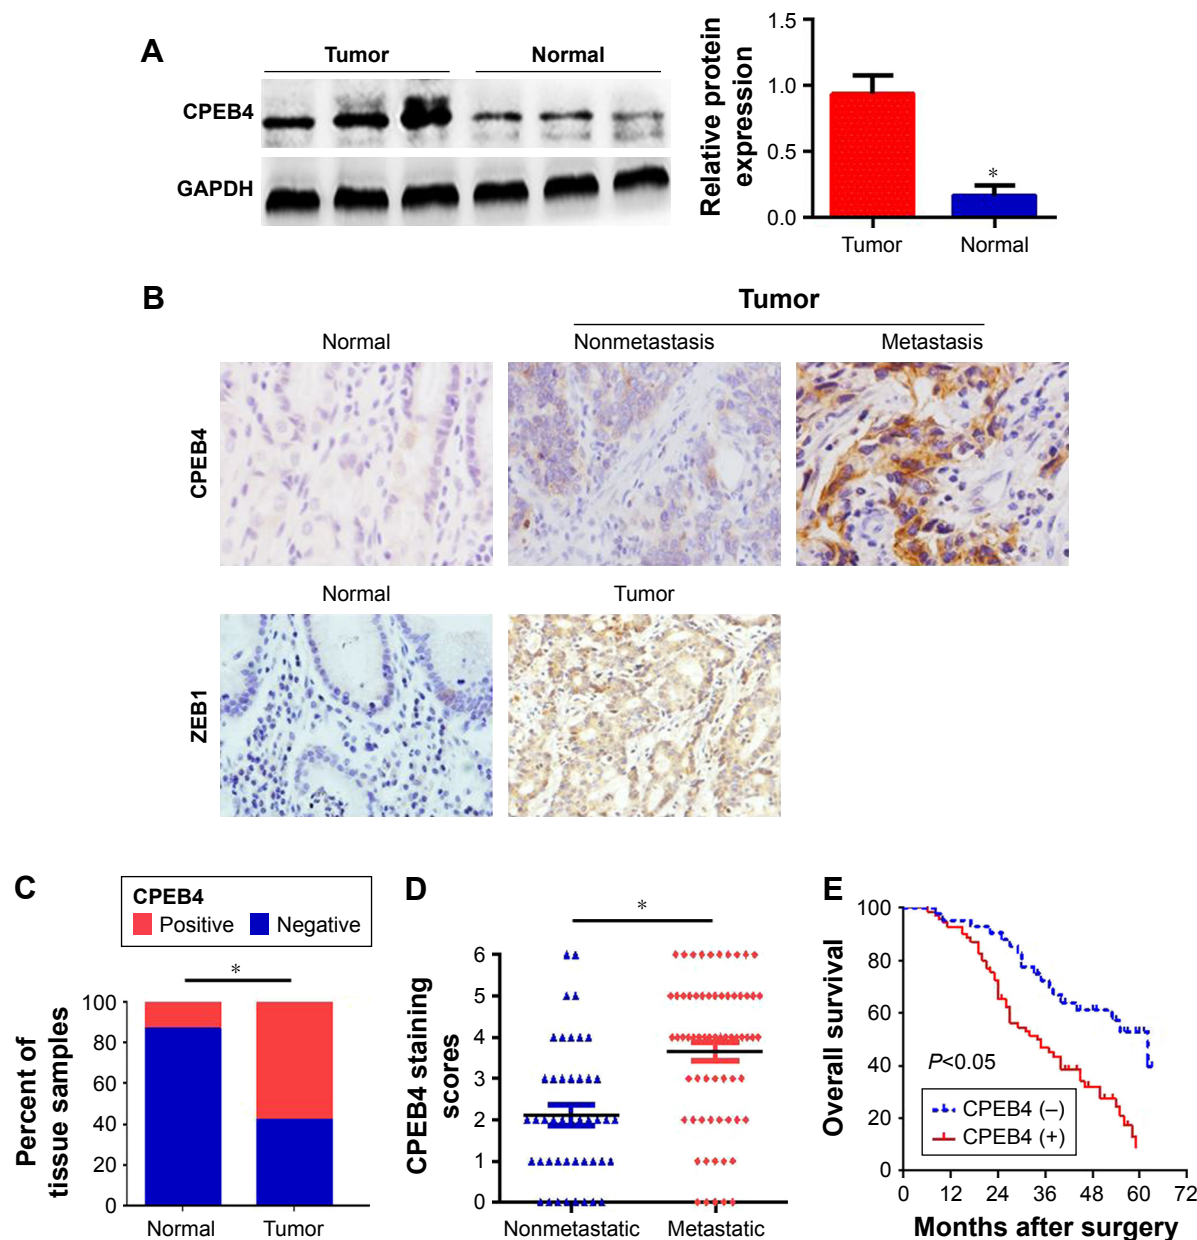 A
Tumor Normal
CPEB4
GAPDH
Relative protein
expression
1.5
1.0
0.5
0.0
*
Tumor Normal
B
Tumor
Normal Nonmetastasis Metastasis
CPEB4
Normal Tumor
ZEB1
C
CPEB4
Positive Negative
*
Percent of
tissue samples
100
80
60
40
20
0
Normal Tumor
D
*
CPEB4 staining
scores
6
5
4
3
2
1
0
Nonmetastatic Metastatic
E
Overall survival
100
80
60
40
20
0
P<0.05
CPEB4 (–)
CPEB4 (+)
0 12 24 36 48 60 72
Months after surgery